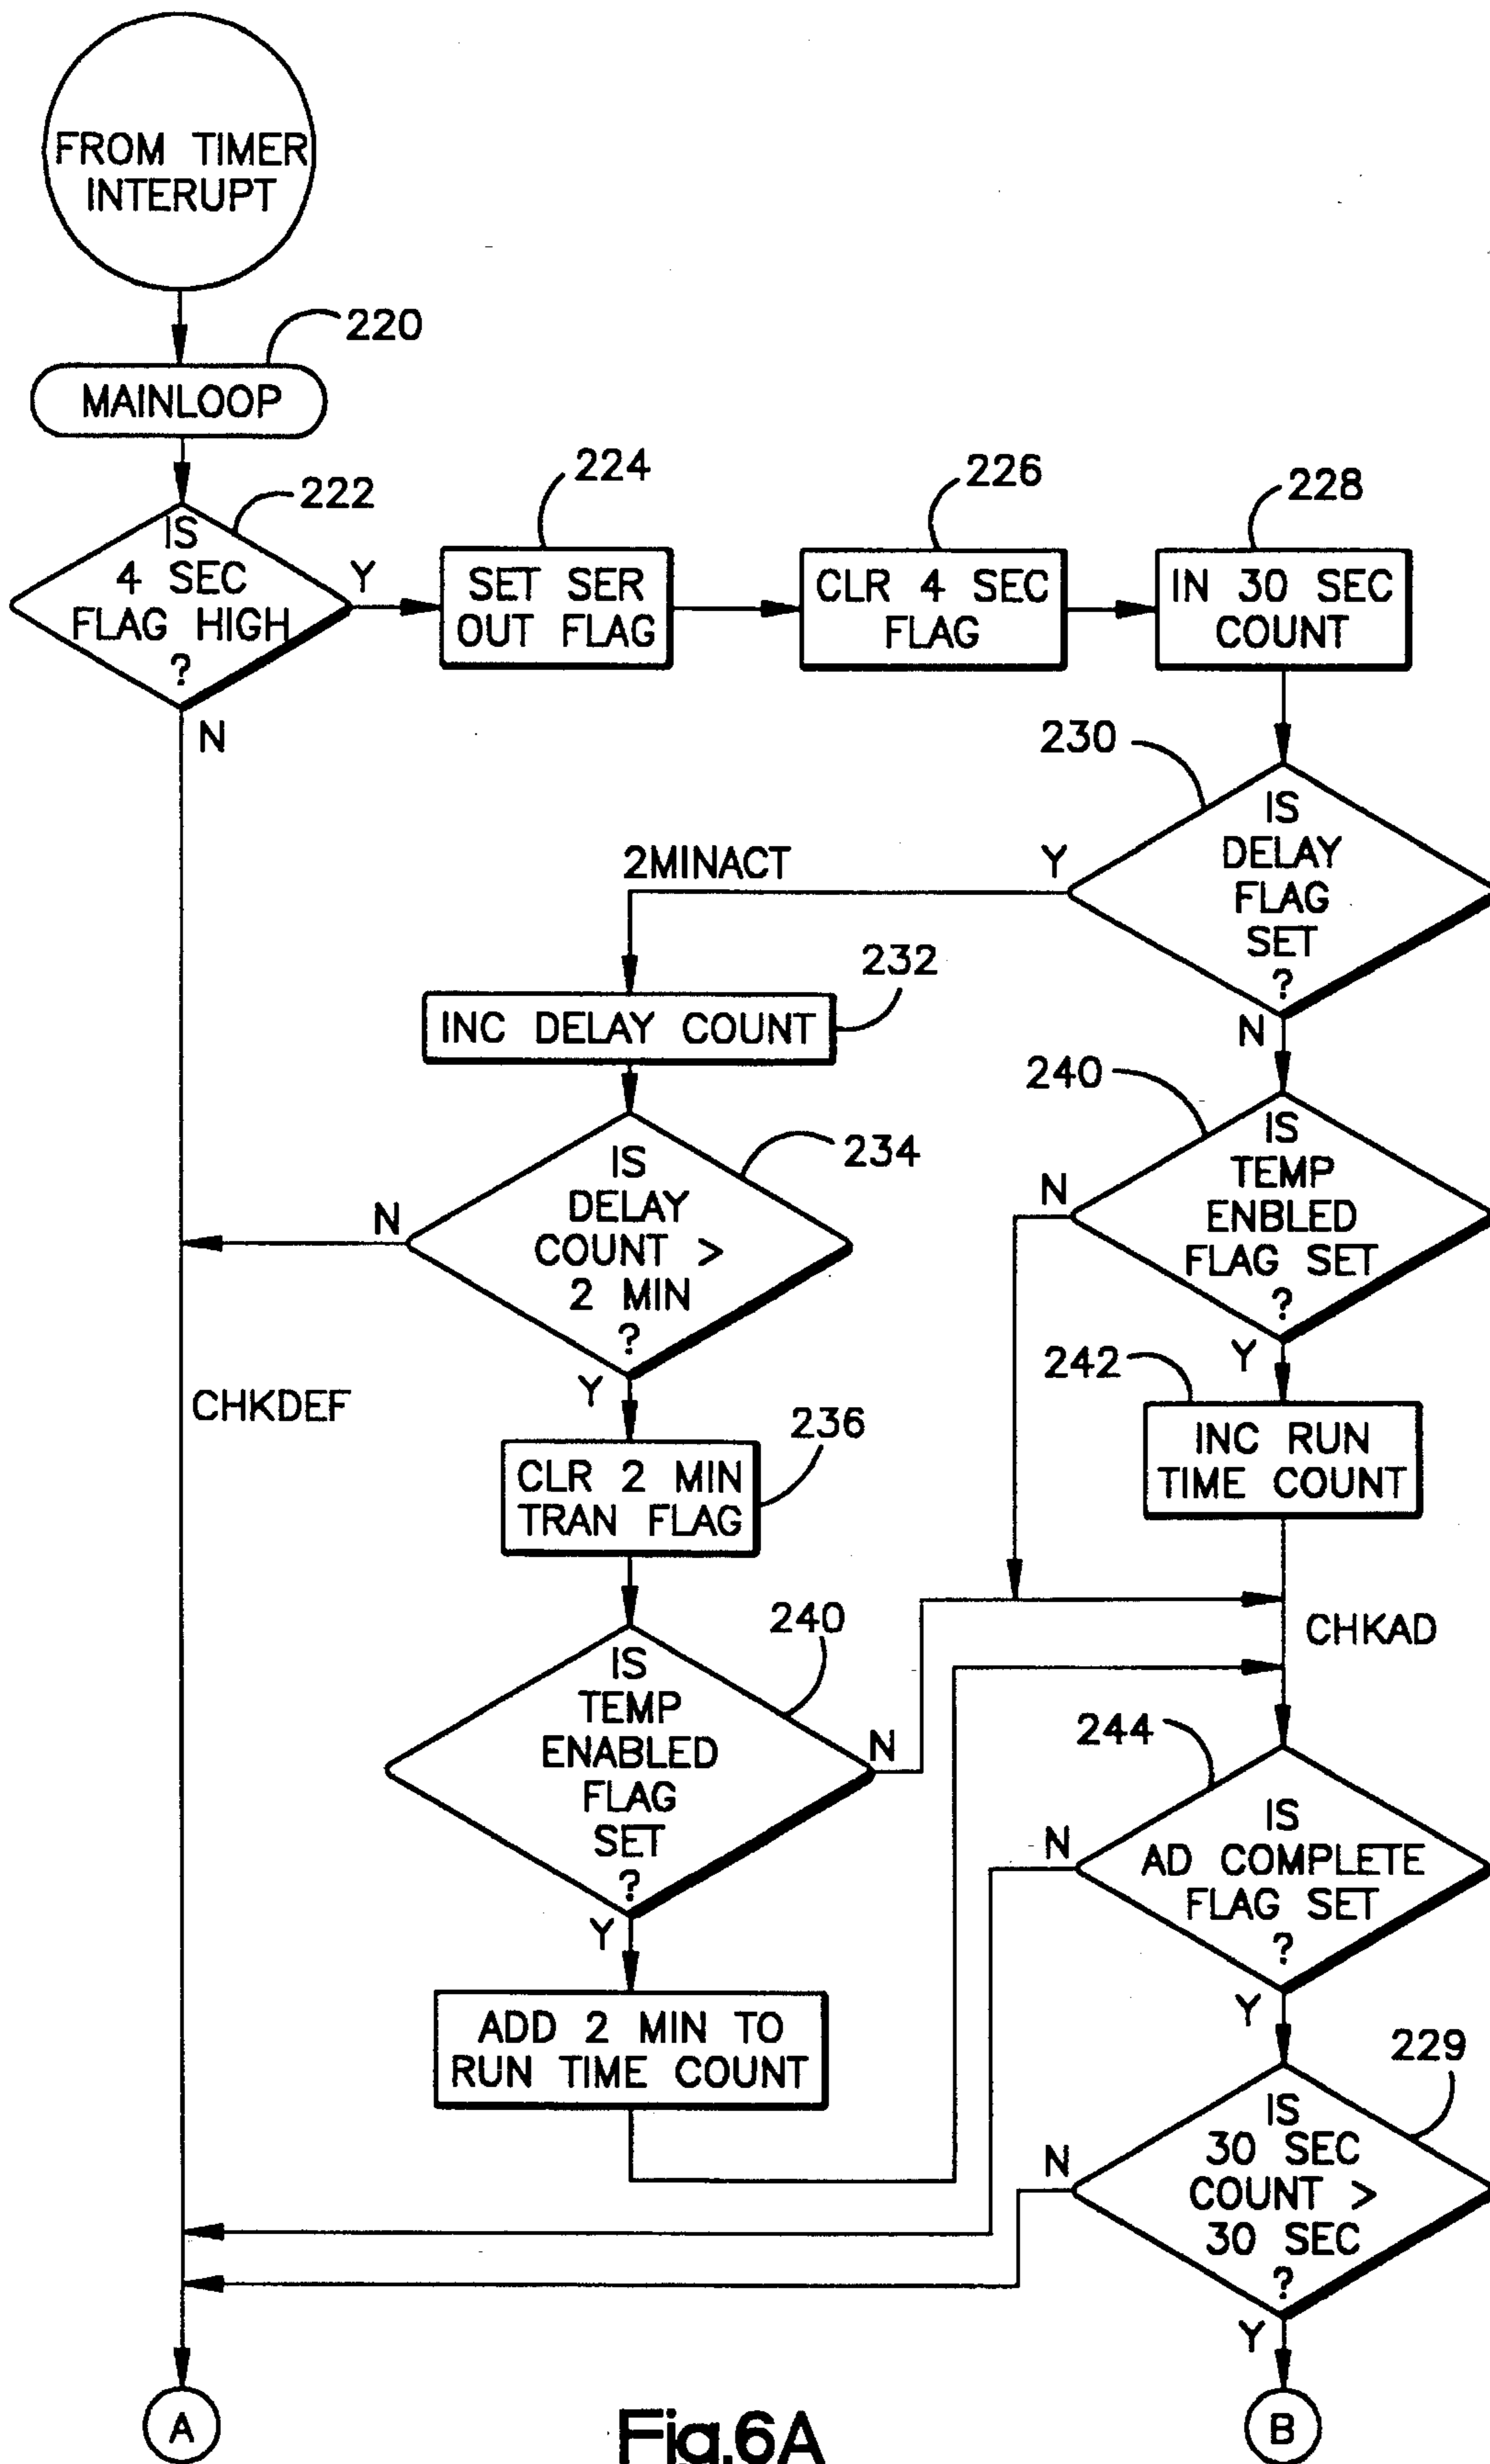 FROM TIMER
INTERUPT
220
MAINLOOP
222
IS
4 SEC
FLAG HIGH
?
Y
N
224
SET SER
OUT FLAG
226
CLR 4 SEC
FLAG
228
IN 30 SEC
COUNT
230
IS
DELAY
FLAG
SET
?
Y
N
2MINACT
232
INC DELAY COUNT
234
IS
DELAY
COUNT >
2 MIN
?
N
Y
CHKDEF
236
CLR 2 MIN
TRAN FLAG
240
IS
TEMP
ENABLED
FLAG
SET
?
N
Y
ADD 2 MIN TO
RUN TIME COUNT
240
IS
TEMP
ENBLED
FLAG SET
?
N
Y
242
INC RUN
TIME COUNT
CHKAD
244
IS
AD COMPLETE
FLAG SET
?
N
Y
229
IS
30 SEC
COUNT >
30 SEC
?
N
Y
A
B
Fig.6A